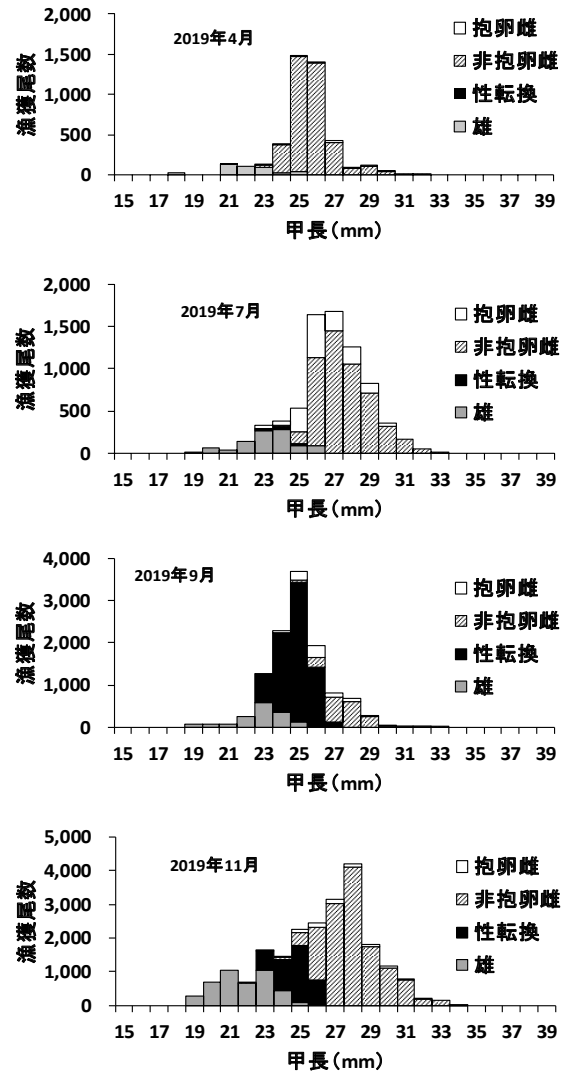 2019年4月
漁獲尾数
2,000
1,500
1,000
500
0
抱卵雌
非抱卵雌
性転換
雄
15 17 19 21 23 25 27 29 31 33 35 37 39
甲長(mm)
2019年7月
漁獲尾数
2,000
1,500
1,000
500
0
抱卵雌
非抱卵雌
性転換
雄
15 17 19 21 23 25 27 29 31 33 35 37 39
甲長(mm)
2019年9月
漁獲尾数
4,000
3,000
2,000
1,000
0
抱卵雌
非抱卵雌
性転換
雄
15 17 19 21 23 25 27 29 31 33 35 37 39
甲長(mm)
2019年11月
漁獲尾数
5,000
4,000
3,000
2,000
1,000
0
抱卵雌
非抱卵雌
性転換
雄
15 17 19 21 23 25 27 29 31 33 35 37 39
甲長(mm)